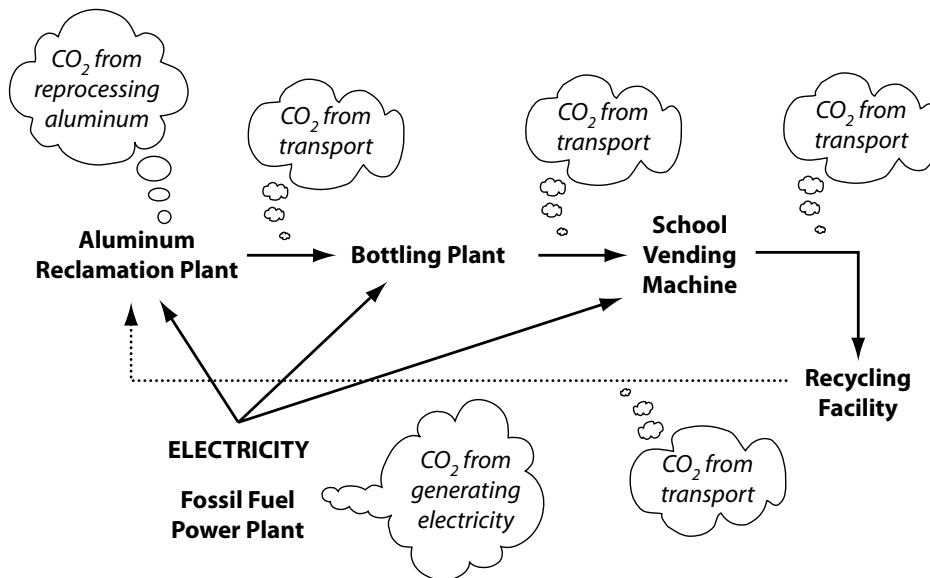 CO₂ from
reprocessing
aluminum
CO₂ from
transport
CO₂ from
transport
CO₂ from
transport
Aluminum
Reclamation Plant
Bottling Plant
School
Vending
Machine
Recycling
Facility
ELECTRICITY
Fossil Fuel
Power Plant
CO₂ from
generating
electricity
CO₂ from
transport